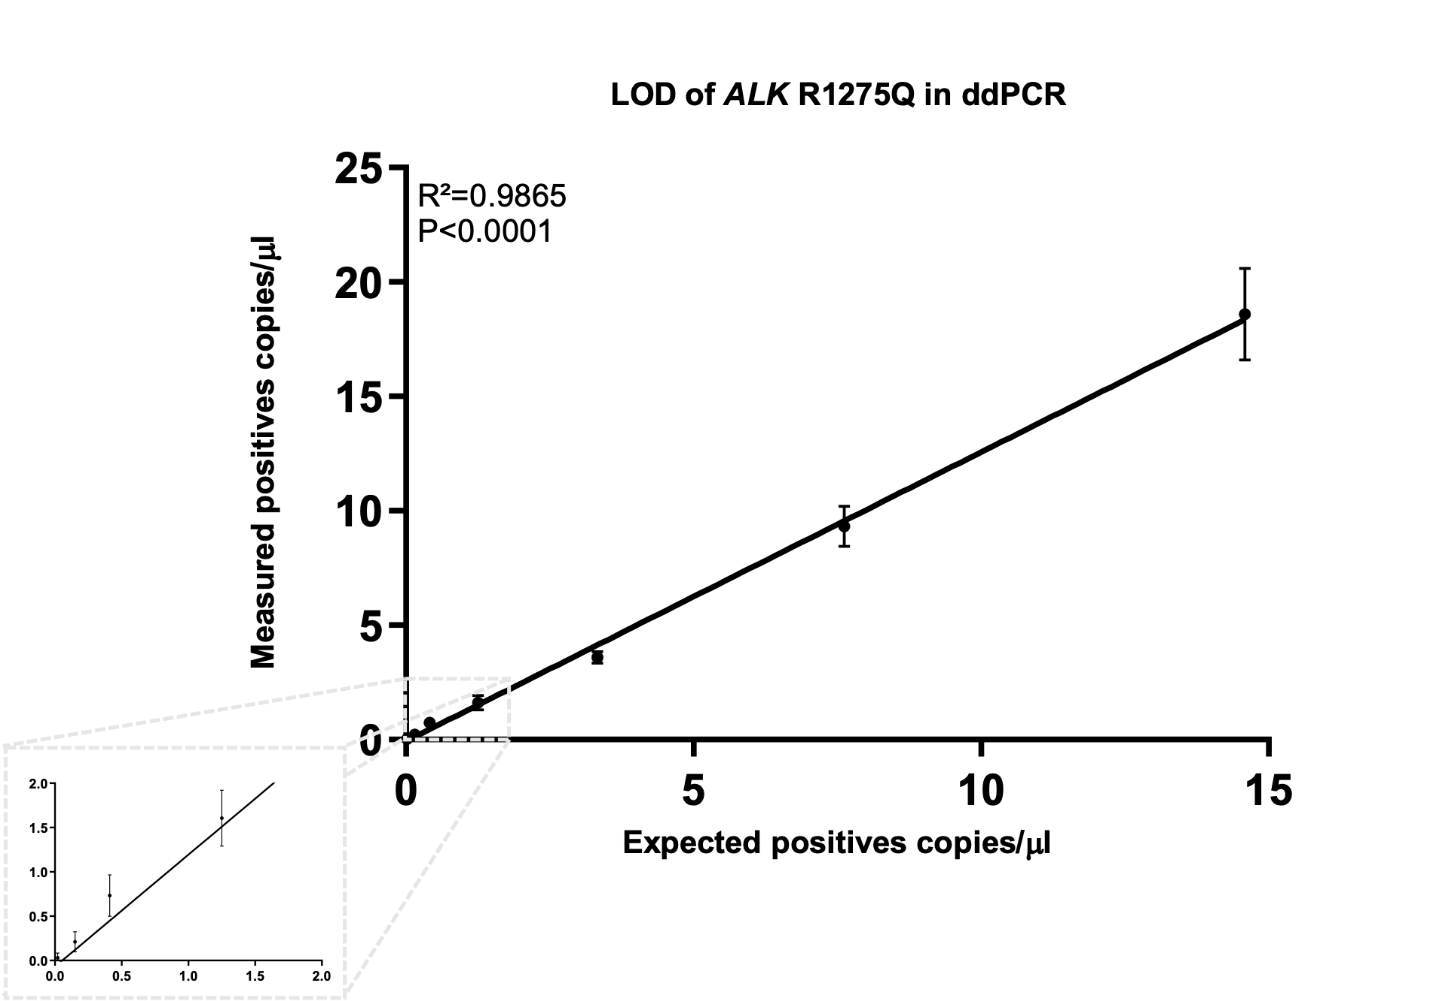 LOD of ALK R1275Q in ddPCR
25
R²=0.9865
P<0.0001
20
15
10
5
0
Measured positives copies/μl
0 5 10 15
Expected positives copies/μl
2.0
1.5
1.0
0.5
0.0
0.0 0.5 1.0 1.5 2.0